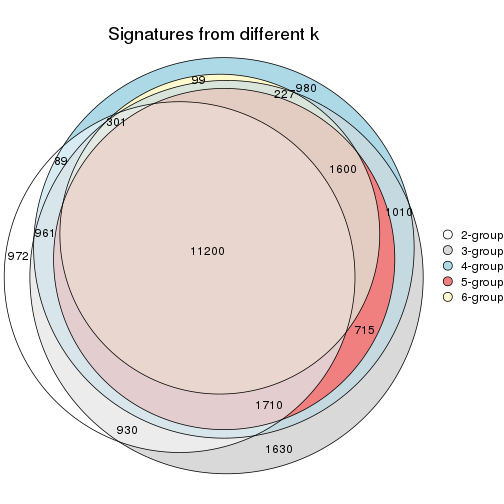 Signatures from different k
99
980
227
301
89
1600
1010
961
972
11200
715
1710
930
1630
2-group
3-group
4-group
5-group
6-group